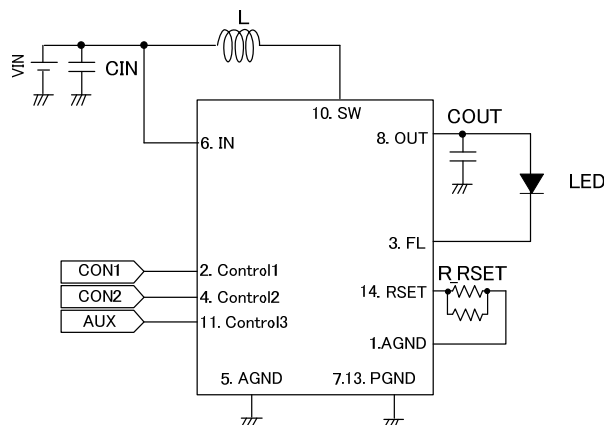 L
VIN
CIN
10. SW
6. IN
8. OUT
COUT
LED
3. FL
CON1
2. Control1
R_RSET
CON2
4. Control2
14. RSET
AUX
11. Control3
1.AGND
5. AGND
7.13. PGND